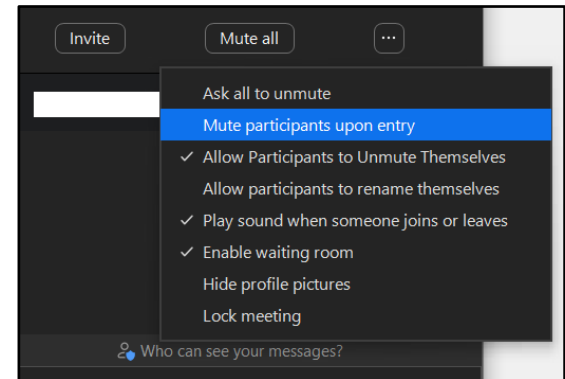 Invite
Mute all
...
Ask all to unmute
Mute participants upon entry
Allow Participants to Unmute Themselves
Allow participants to rename themselves
Play sound when someone joins or leaves
Enable waiting room
Hide profile pictures
Lock meeting
Who can see your messages?